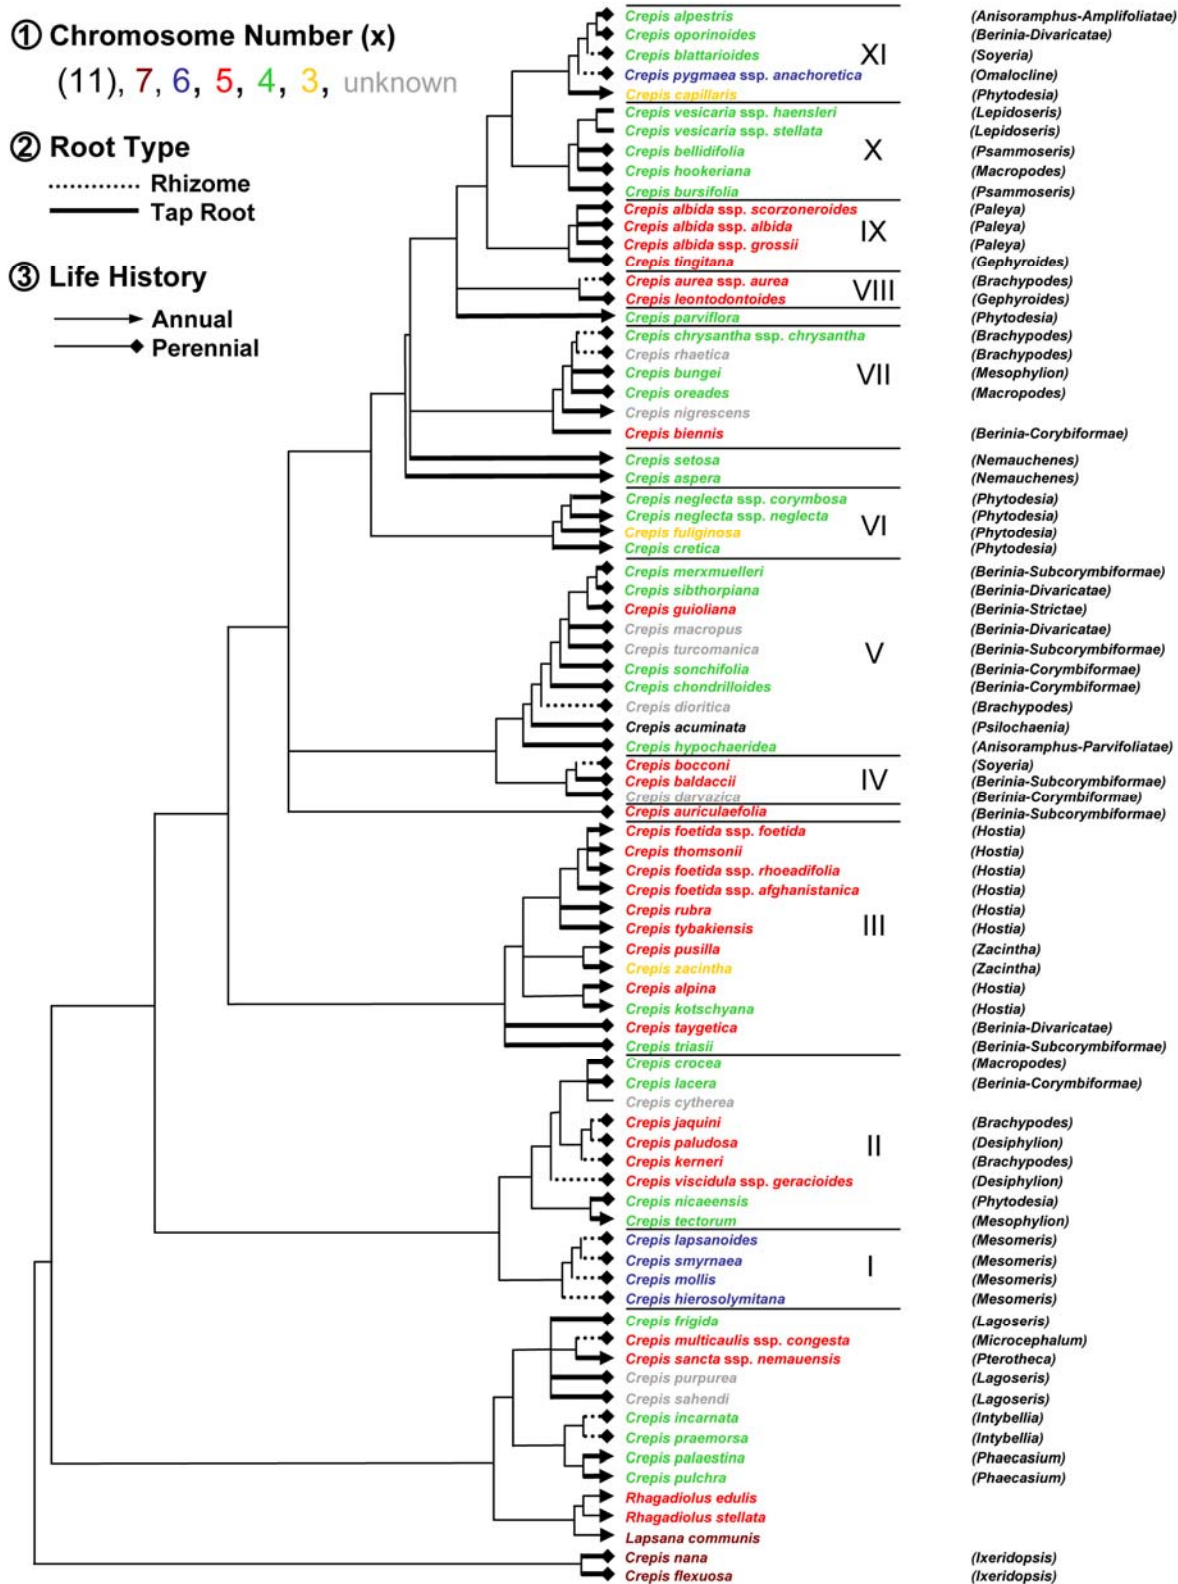 ① Chromosome Number (x)
(11), 7, 6, 5, 4, 3, unknown
② Root Type
Rhizome
Tap Root
③ Life History
Annual
Perennial
Crepis alpestris (Anisoramphus-Amplifoliatae)
Crepis oporinoides (Berinia-Divaricatae)
Crepis blattarioides (Soyeria)
XI
Crepis pygmaea ssp. anachoretica (Omalocline)
Crepis capillaris (Phytodesia)
Crepis vesicaria ssp. haensleri (Lepidoseris)
Crepis vesicaria ssp. stellata (Lepidoseris)
Crepis bellidifolia X (Psammoseris)
Crepis hookeriana (Macropodes)
Crepis bursifolia (Psammoseris)
Crepis albida ssp. scorzoneroides (Paleya)
Crepis albida ssp. albida IX (Paleya)
Crepis albida ssp. grossii (Paleya)
Crepis tingitana (Gephyroides)
Crepis aurea ssp. aurea (Brachypodes)
VIII
Crepis leontodontoides (Gephyroides)
Crepis parviflora (Phytodesia)
Crepis chrysantha ssp. chrysantha (Brachypodes)
Crepis rhaetica (Brachypodes)
Crepis bungei VII (Mesophylion)
Crepis oreades (Macropodes)
Crepis nigrescens
Crepis biennis (Berinia-Corybiformae)
Crepis setosa (Nemauchenes)
Crepis aspera (Nemauchenes)
Crepis neglecta ssp. corymbosa (Phytodesia)
Crepis neglecta ssp. neglecta (Phytodesia)
VI
Crepis fuliginosa (Phytodesia)
Crepis cretica (Phytodesia)
Crepis merxmuelleri (Berinia-Subcorymbiformae)
Crepis sibthorpiana (Berinia-Divaricatae)
Crepis guioliana (Berinia-Strictae)
Crepis macropus (Berinia-Divaricatae)
Crepis turcomanica V (Berinia-Subcorymbiformae)
Crepis sonchifolia (Berinia-Corymbiformae)
Crepis chondrilloides (Berinia-Corymbiformae)
Crepis dioritica (Brachypodes)
Crepis acuminata (Psilochaenia)
Crepis hypochaeridea (Anisoramphus-Parvifoliatae)
Crepis bocconi (Soyeria)
Crepis baldaccii IV (Berinia-Subcorymbiformae)
Crepis darvazica (Berinia-Corymbiformae)
Crepis auriculaefolia (Berinia-Subcorymbiformae)
Crepis foetida ssp. foetida (Hostia)
Crepis thomsonii (Hostia)
Crepis foetida ssp. rhoeadifolia (Hostia)
Crepis foetida ssp. afghanistanica (Hostia)
Crepis rubra (Hostia)
Crepis tybakiensis III (Hostia)
Crepis pusilla (Zacintha)
Crepis zacintha (Zacintha)
Crepis alpina (Hostia)
Crepis kotschyana (Hostia)
Crepis taygetica (Berinia-Divaricatae)
Crepis triasii (Berinia-Subcorymbiformae)
Crepis crocea (Macropodes)
Crepis lacera (Berinia-Corymbiformae)
Crepis cytherea
Crepis jaquini (Brachypodes)
Crepis paludosa II (Desiphylion)
Crepis kerneri (Brachypodes)
Crepis viscidula ssp. geracioides (Desiphylion)
Crepis nicaeensis (Phytodesia)
Crepis tectorum (Mesophylion)
Crepis lapsanoides (Mesomeris)
Crepis smyrnaea (Mesomeris)
I
Crepis mollis (Mesomeris)
Crepis hierosolymitana (Mesomeris)
Crepis frigida (Lagoseris)
Crepis multicaulis ssp. congesta (Microcephalum)
Crepis sancta ssp. nemauensis (Pterotheca)
Crepis purpurea (Lagoseris)
Crepis sahendi (Lagoseris)
Crepis incarnata (Intybellia)
Crepis praemorsa (Intybellia)
Crepis palaestina (Phaecasium)
Crepis pulchra (Phaecasium)
Rhagadiolus edulis
Rhagadiolus stellata
Lapsana communis
Crepis nana (Ixeridopsis)
Crepis flexuosa (Ixeridopsis)